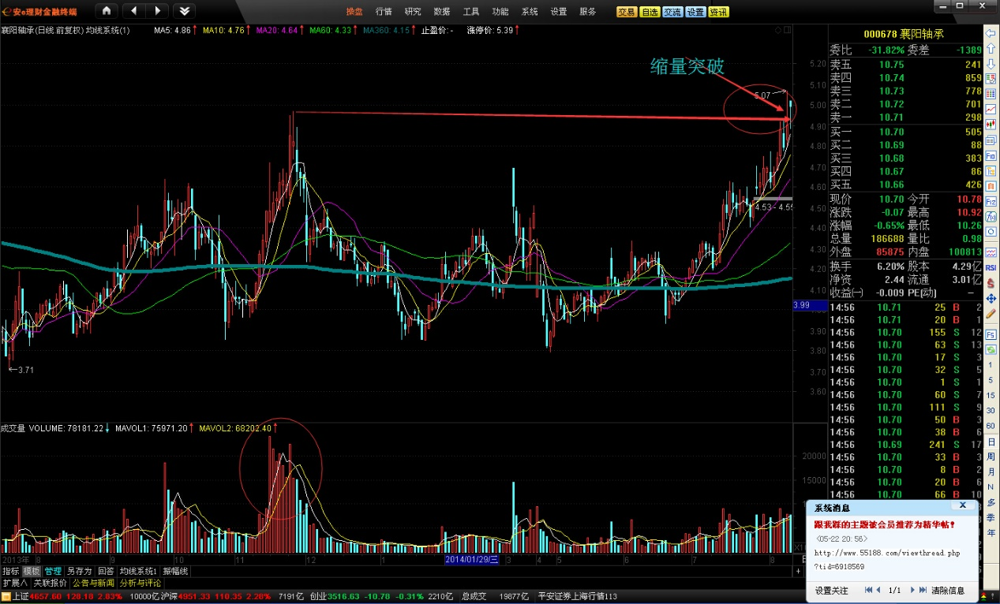 安e理财金融终端
操盘 行情 研究 数据 工具 功能 系统 设置 服务 交易 自选 交流 设置 资讯
襄阳轴承(日线 前复权) 均线系统(1) MA5: 4.86↑ MA10: 4.76↑ MA20: 4.64↑ MA60: 4.33↑ MA360: 4.15↑ 止盈价: - 涨停价: 5.39↑
缩量突破
5.07
4.53 - 4.55
←3.71
5.20
5.10
5.00
4.90
4.80
4.70
4.60
4.40
4.30
4.20
4.10
3.99
3.90
3.80
3.70
3.60
成交量 VOLUME: 78181.22↓ MAVOL1: 75971.20↑ MAVOL2: 68202.40↑
20000
15000
2013年 8 9 10 11 12 1 2014/01/29/三 3 4 5 6 7 8
指标 模板 管理 另存为 回客 均线系统1 振幅线
扩展∧ 关联报价 公告与新闻 分析与评论
上证4657.60 128.18 2.83% 10000亿 沪深4951.33 110.35 2.28% 7191亿 创业3516.63 -10.78 -0.31% 2210亿 总成交 19877亿 平安证券上海行情113
000678 襄阳轴承
委比 -31.82% 委差 -1389
卖五 10.75 241
卖四 10.74 859
卖三 10.73 778
卖二 10.72 701
卖一 10.71 298
买一 10.70 505
买二 10.69 88
买三 10.68 383
买四 10.67 86
买五 10.66 426
现价 10.70 今开 10.78
涨跌 -0.07 最高 10.92
涨幅 -0.65% 最低 10.26
总量 186688 量比 0.98
外盘 85875 内盘 100813
换手 6.20% 股本 4.29亿
净资 2.44 流通 3.01亿
收益(一) -0.009 PE(动) —
14:56 10.71 25 B 2
14:56 10.71 20 B 1
14:56 10.70 155 S 12
14:56 10.70 63 S 13
14:56 10.70 17 S 3
14:56 10.70 32 S 5
14:56 10.70 1 S 1
14:56 10.70 60 S 7
14:56 10.70 111 S 9
14:56 10.70 50 B 3
14:56 10.70 38 B 6
14:56 10.69 241 S 17
14:56 10.70 33 B 3
14:56 10.70 8 B 2
14:56 10.70 20 B 6
14:56 10.70 66 B 10
系统消息 X
跟我群的主题被会员推荐为精华帖!
<05-22 20:56>
http://www.55188.com/viewthread.php
?tid=6918569
设置关注 1/1 清除信息
F10
自
RSI
$
F5
1
5
15
30
60
日
周
月
N
多
季
年